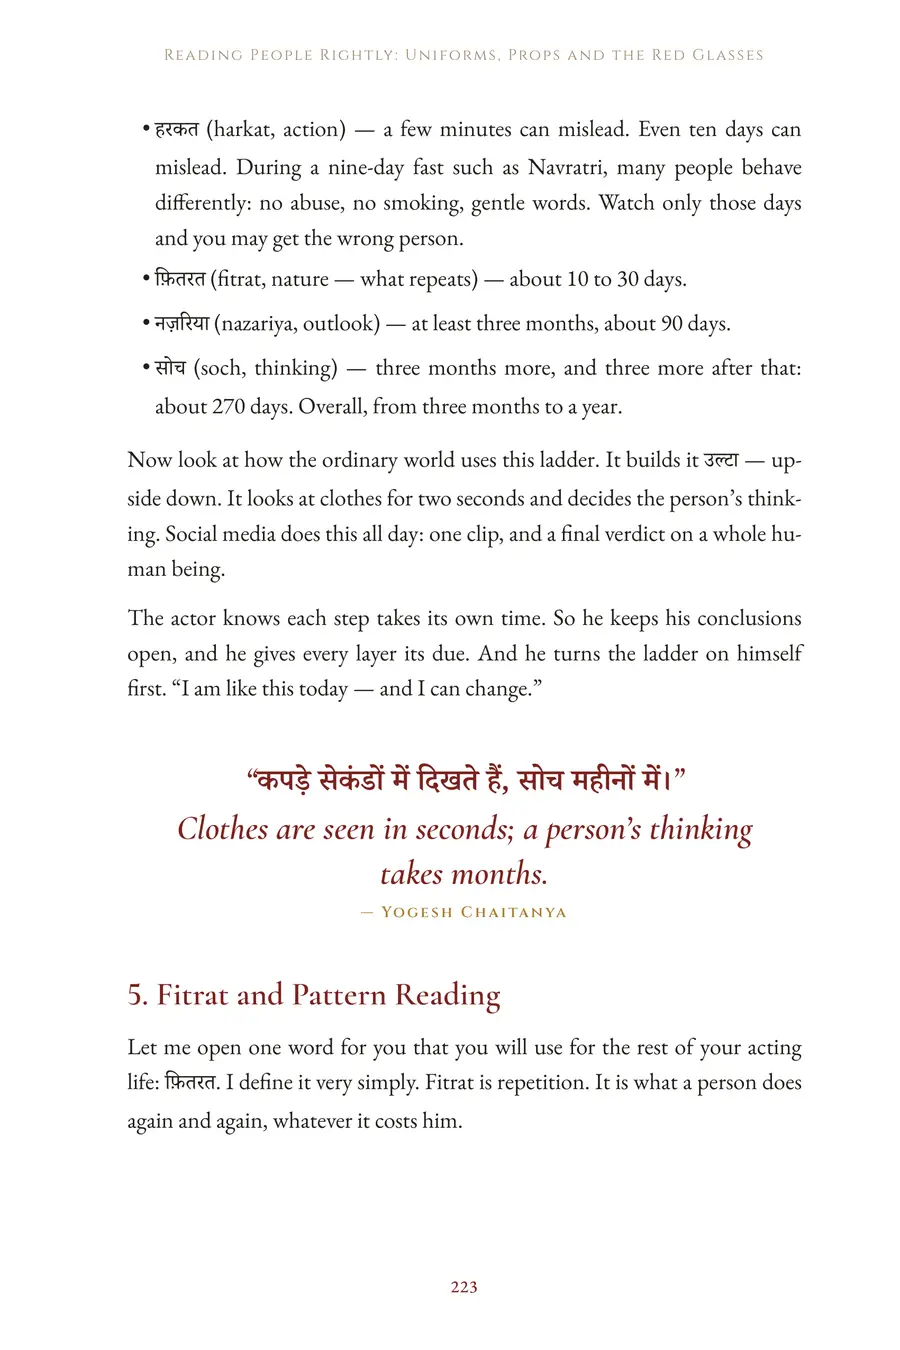 Reading People Rightly: Uniforms, Props and the Red Glasses
• हरकत (harkat, action) — a few minutes can mislead. Even ten days can
mislead. During a nine-day fast such as Navratri, many people behave
differently: no abuse, no smoking, gentle words. Watch only those days
and you may get the wrong person.
• फ़ितरत (fitrat, nature — what repeats) — about 10 to 30 days.
• नज़रिया (nazariya, outlook) — at least three months, about 90 days.
• सोच (soch, thinking) — three months more, and three more after that:
about 270 days. Overall, from three months to a year.
Now look at how the ordinary world uses this ladder. It builds it उल्टा — up-
side down. It looks at clothes for two seconds and decides the person’s think-
ing. Social media does this all day: one clip, and a final verdict on a whole hu-
man being.
The actor knows each step takes its own time. So he keeps his conclusions
open, and he gives every layer its due. And he turns the ladder on himself
first. “I am like this today — and I can change.”
“कपड़े सेकंडों में दिखते हैं, सोच महीनों में।”
Clothes are seen in seconds; a person’s thinking
takes months.
— Yogesh Chaitanya
5. Fitrat and Pattern Reading
Let me open one word for you that you will use for the rest of your acting
life: फ़ितरत. I define it very simply. Fitrat is repetition. It is what a person does
again and again, whatever it costs him.
223